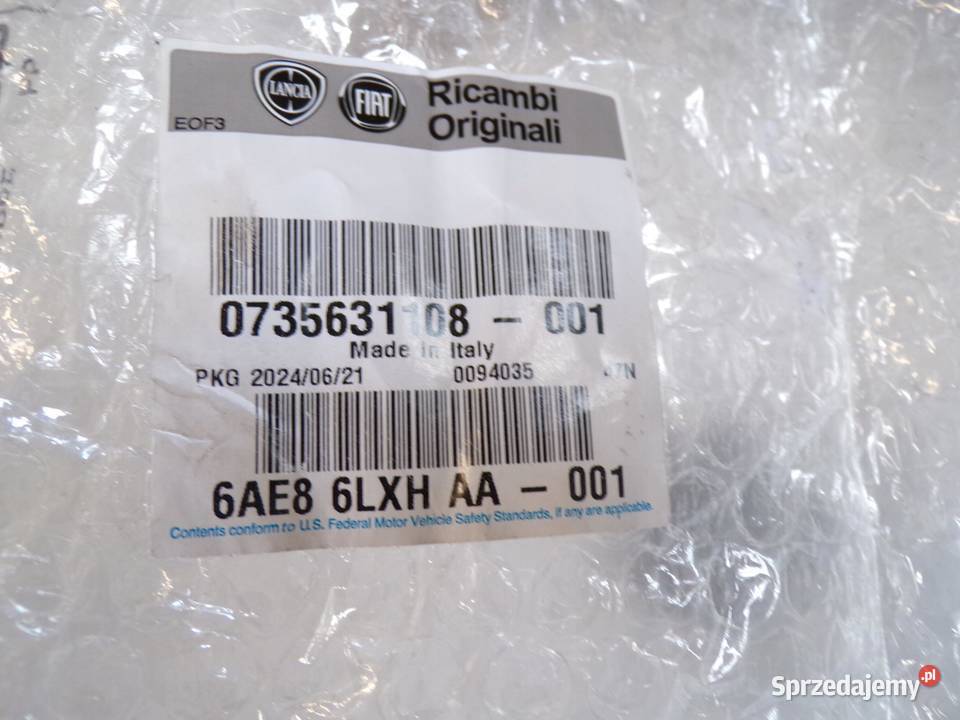 LANCIA
FIAT
Ricambi
Originali
EOF3
0735631108 - 001
Made in Italy
PKG 2024/06/21 0094035 47N
6AE8 6LXH AA - 001
Contents conform to U.S. Federal Motor Vehicle Safety Standards, if any are applicable.
Sprzedajemy.pl